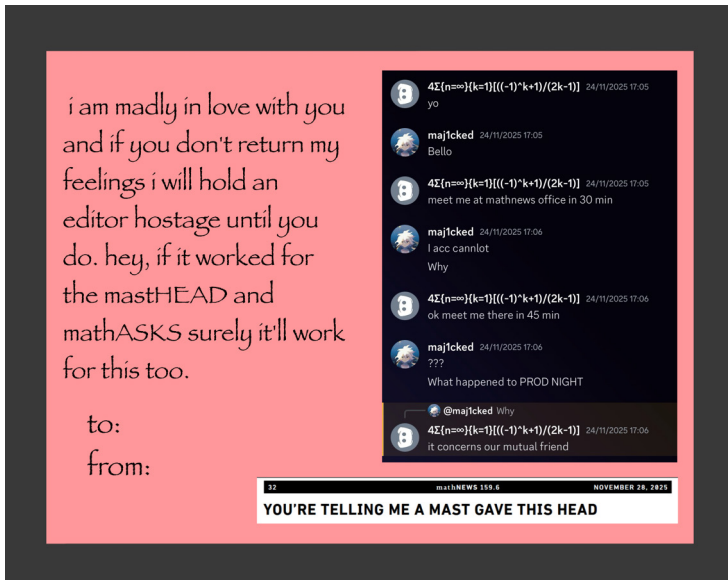 i am madly in love with you
and if you don't return my
feelings i will hold an
editor hostage until you
do. hey, if it worked for
the mastHEAD and
mathASKS surely it'll work
for this too.
to:
from:
4Σ{n=∞}{k=1}[((-1)^k+1)/(2k-1)] 24/11/2025 17:05
yo
maj1cked 24/11/2025 17:05
Bello
4Σ{n=∞}{k=1}[((-1)^k+1)/(2k-1)] 24/11/2025 17:05
meet me at mathnews office in 30 min
maj1cked 24/11/2025 17:06
I acc cannlot
Why
4Σ{n=∞}{k=1}[((-1)^k+1)/(2k-1)] 24/11/2025 17:06
ok meet me there in 45 min
maj1cked 24/11/2025 17:06
???
What happened to PROD NIGHT
@maj1cked Why
4Σ{n=∞}{k=1}[((-1)^k+1)/(2k-1)] 24/11/2025 17:06
it concerns our mutual friend
32 mathNEWS 159.6 NOVEMBER 28, 2025
YOU'RE TELLING ME A MAST GAVE THIS HEAD